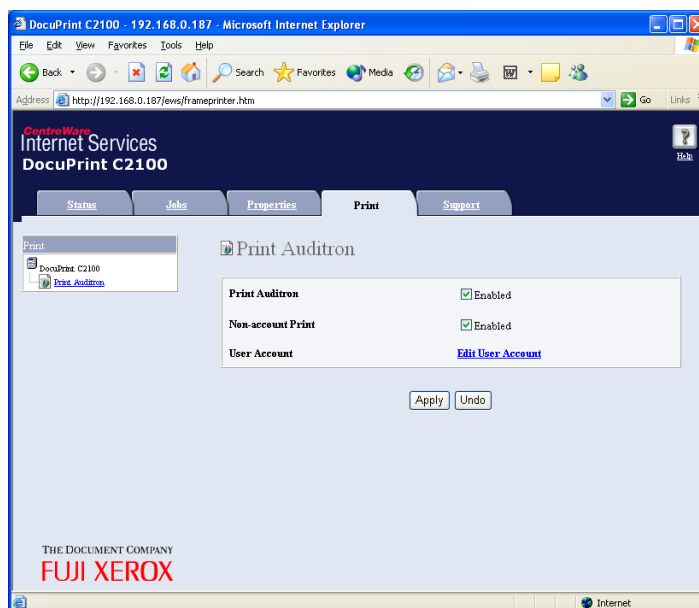 DocuPrint C2100 - 192.168.0.187 - Microsoft Internet Explorer
File Edit View Favorites Tools Help
Back Search Favorites Media
Address http://192.168.0.187/ews/frameprinter.htm Go Links
CentreWare
Internet Services
DocuPrint C2100
Help
Status Jobs Properties Print Support
Print
DocuPrint C2100
Print Auditron
Print Auditron
Print Auditron Enabled
Non-account Print Enabled
User Account Edit User Account
Apply Undo
THE DOCUMENT COMPANY
FUJI XEROX
Internet